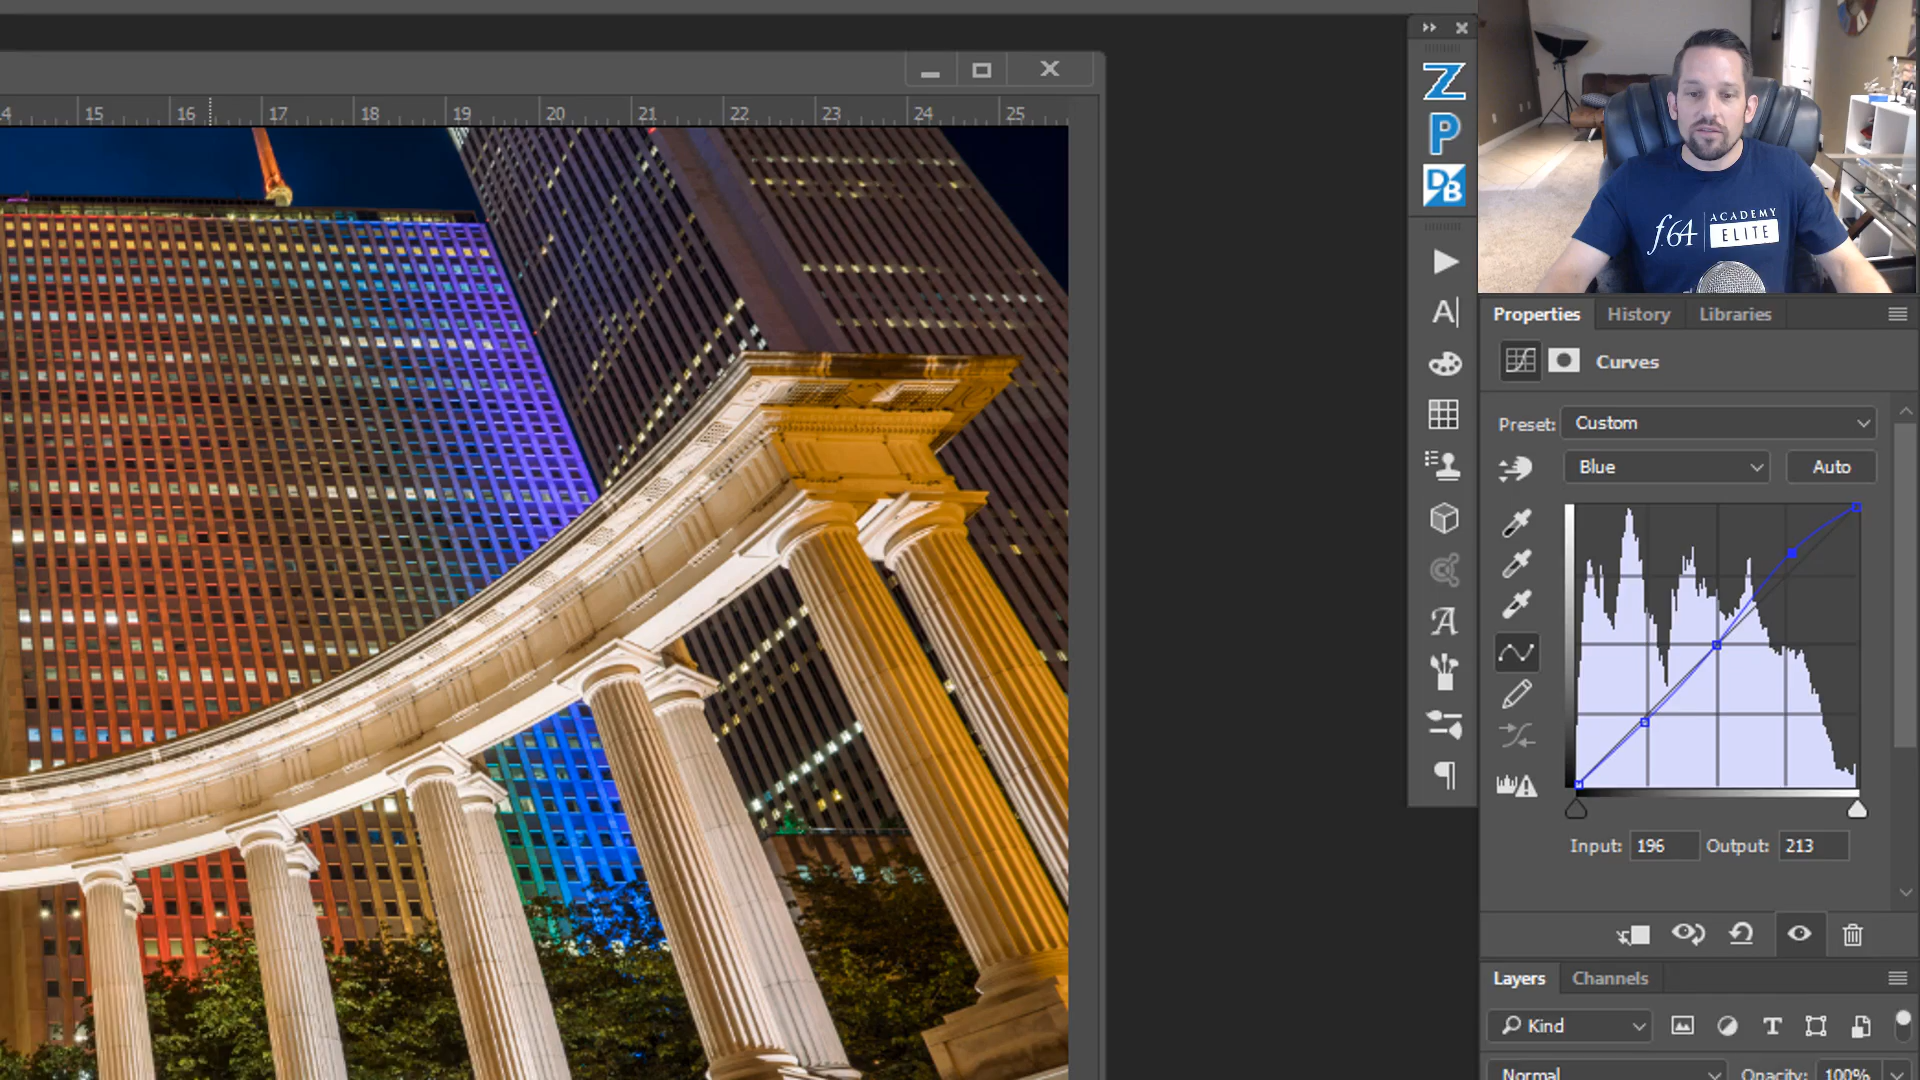 14 15 16 17 18 19 20 21 22 23 24 25
Z
P
DB
A
A
f.64 ACADEMY
ELITE
Properties History Libraries
Curves
Preset: Custom
Blue Auto
Input: 196 Output: 213
Layers Channels
Kind
T
Normal Opacity: 100%